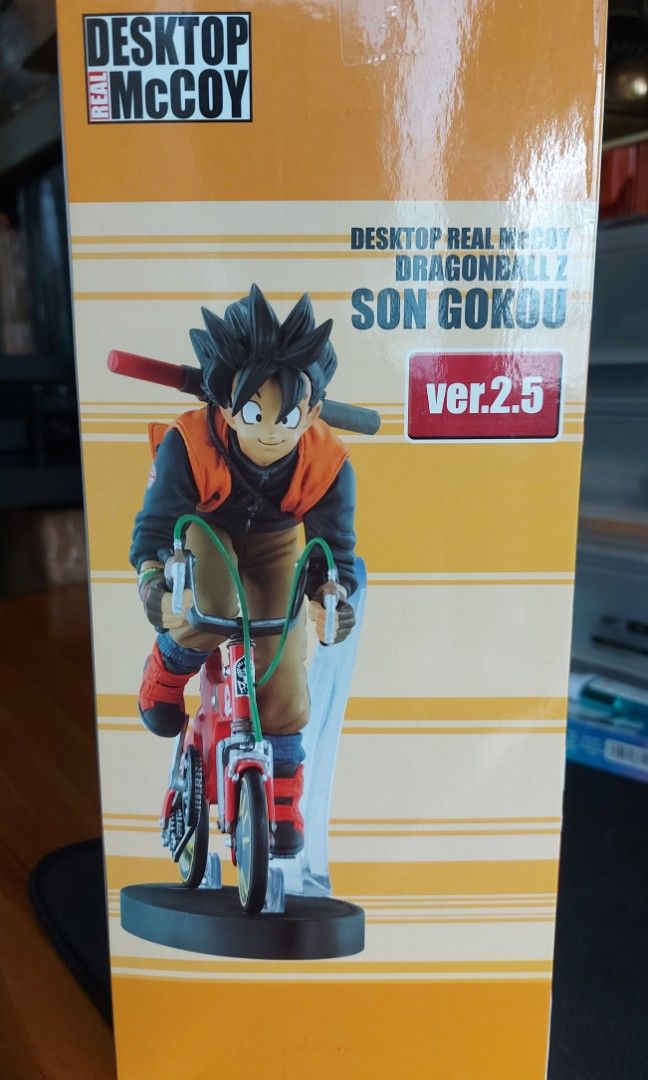 DESKTOP
REAL McCOY
DESKTOP REAL McCOY
DRAGONBALL Z
SON GOKOU
ver.2.5